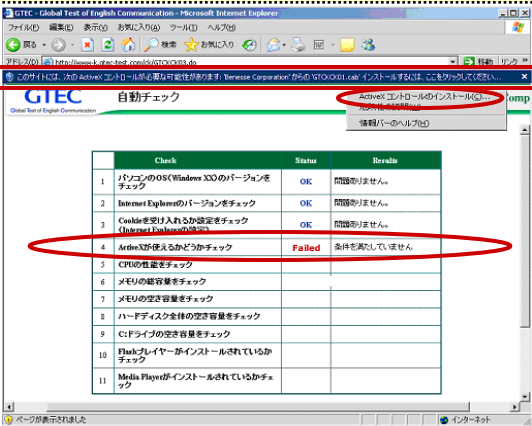 GTEC - Global Test of English Communication - Microsoft Internet Explorer
ファイル(F) 編集(E) 表示(V) お気に入り(A) ツール(T) ヘルプ(H)
戻る 検索 お気に入り
アドレス(D) http://www.k.gtec-test.com/ck/GTCK0K03.do 移動 リンク
このサイトには、次の ActiveX コントロールが必要な可能性があります: 'Benesse Corporation' からの 'GTCK0K01.cab' インストールするには、ここをクリックしてください...
GTEC 自動チェック
Global Test of English Communication
ActiveX コントロールのインストール(C)...
情報バーのヘルプ(H)
Check Status Results
1 パソコンのOS(Windows XX)のバージョンをチェック OK 問題ありません。
2 Internet Explorerのバージョンをチェック OK 問題ありません。
3 Cookieを受け入れるか設定をチェック (Internet Explorerの設定) OK 問題ありません。
4 ActiveXが使えるかどうかチェック Failed 条件を満たしていません
5 CPUの性能をチェック
6 メモリの総容量をチェック
7 メモリの空き容量をチェック
8 ハードディスク全体の空き容量をチェック
9 C:ドライブの空き容量をチェック
10 Flashプレイヤーがインストールされているかチェック
11 Media Playerがインストールされているかチェック
ページが表示されました インターネット